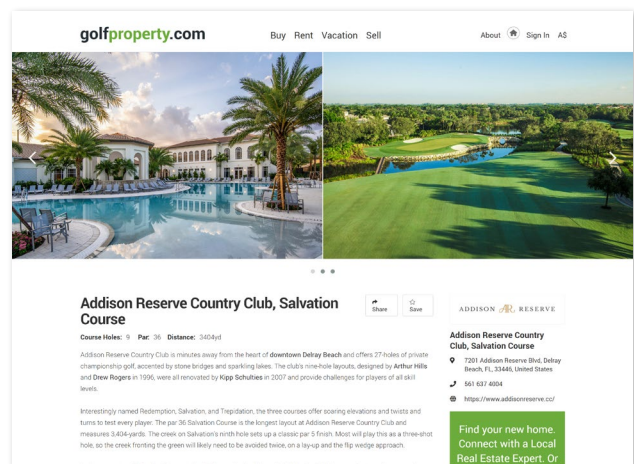 golfproperty.com
Buy Rent Vacation Sell
About Sign In A$
Addison Reserve Country Club, Salvation
Course
Share
Save
Course Holes: 9 Par: 36 Distance: 3404yd
Addison Reserve Country Club is minutes away from the heart of downtown Delray Beach and offers 27-holes of private
championship golf, accented by stone bridges and sparkling lakes. The club's nine-hole layouts, designed by Arthur Hills
and Drew Rogers in 1996, were all renovated by Kipp Schulties in 2007 and provide challenges for players of all skill
levels.
Interestingly named Redemption, Salvation, and Trepidation, the three courses offer soaring elevations and twists and
turns to test every player. The par 36 Salvation Course is the longest layout at Addison Reserve Country Club and
measures 3,404-yards. The creek on Salvation's ninth hole sets up a classic par 5 finish. Most will play this as a three-shot
hole, so the creek fronting the green will likely need to be avoided twice, on a lay-up and the flip wedge approach.
ADDISON AR RESERVE
Addison Reserve Country
Club, Salvation Course
7201 Addison Reserve Blvd, Delray
Beach, FL, 33446, United States
561 637 4004
https://www.addisonreserve.cc/
Find your new home.
Connect with a Local
Real Estate Expert. Or